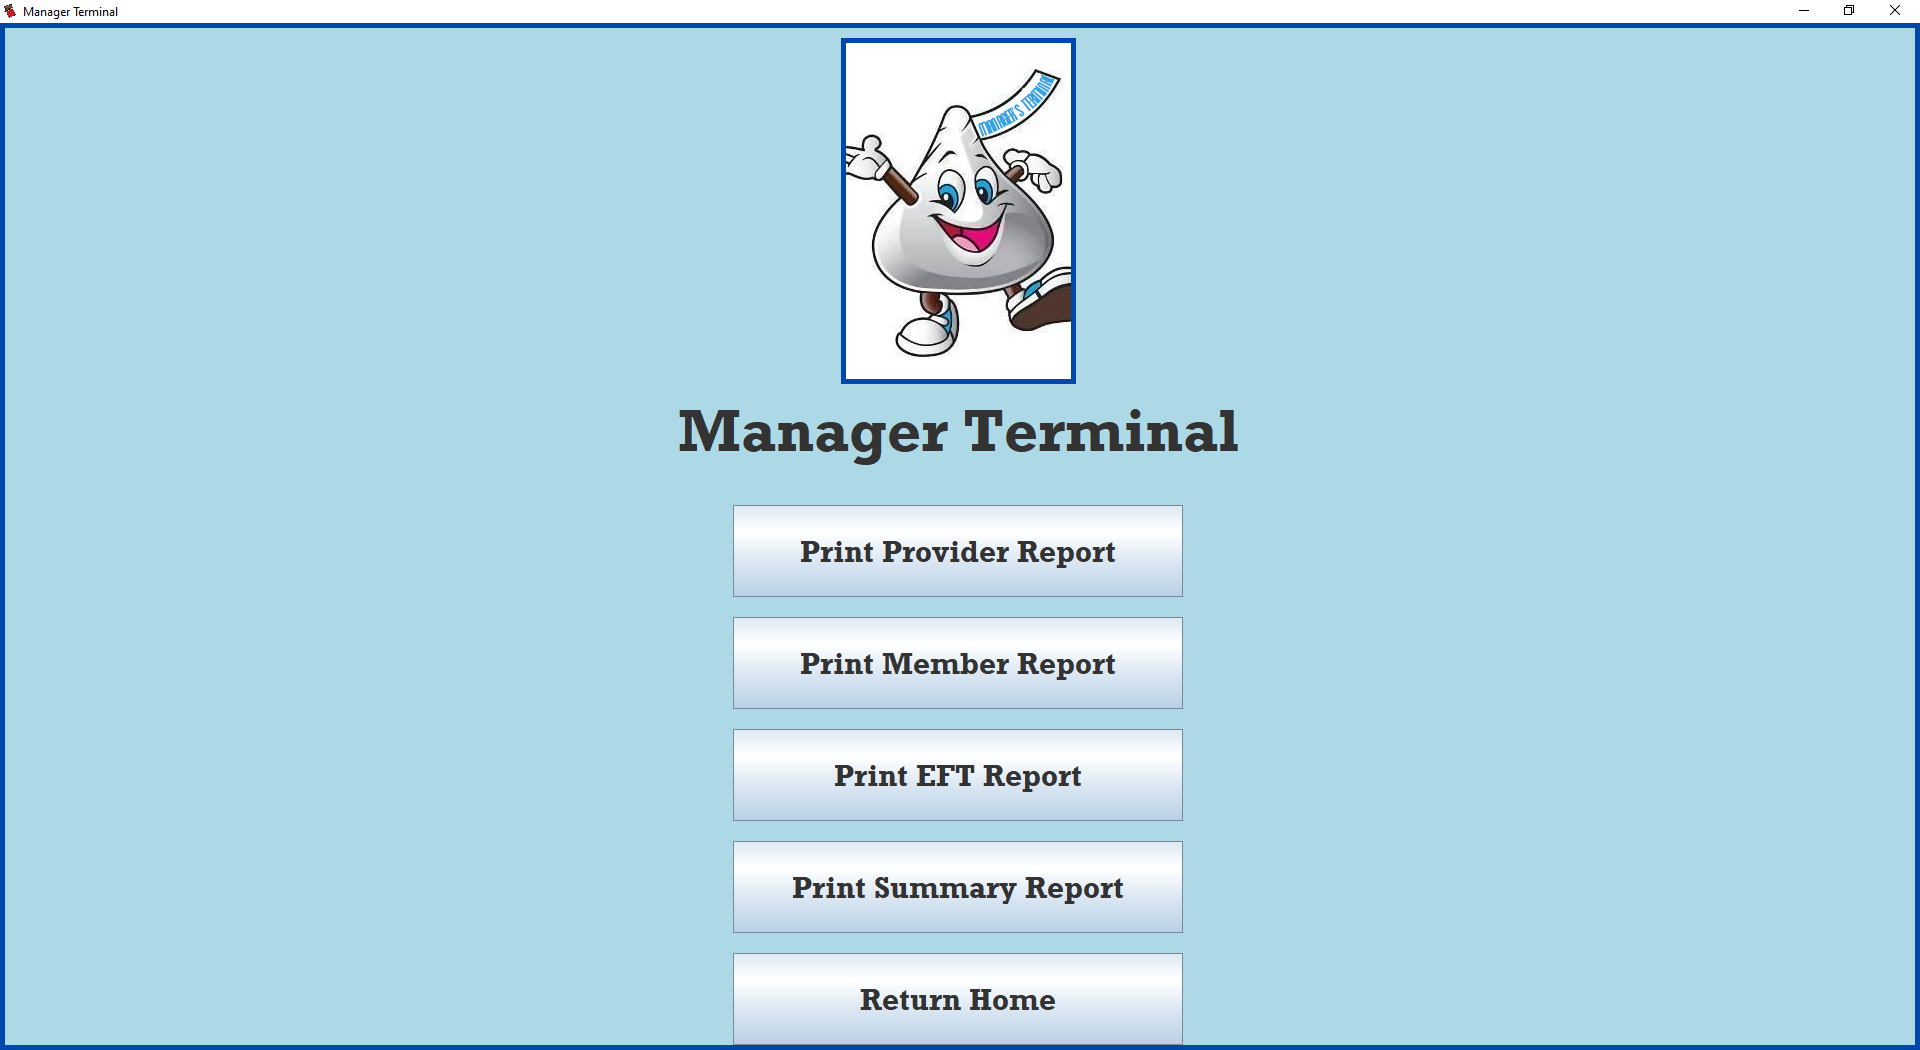 Manager Terminal
MANAGER'S TERMINAL
Manager Terminal
Print Provider Report
Print Member Report
Print EFT Report
Print Summary Report
Return Home